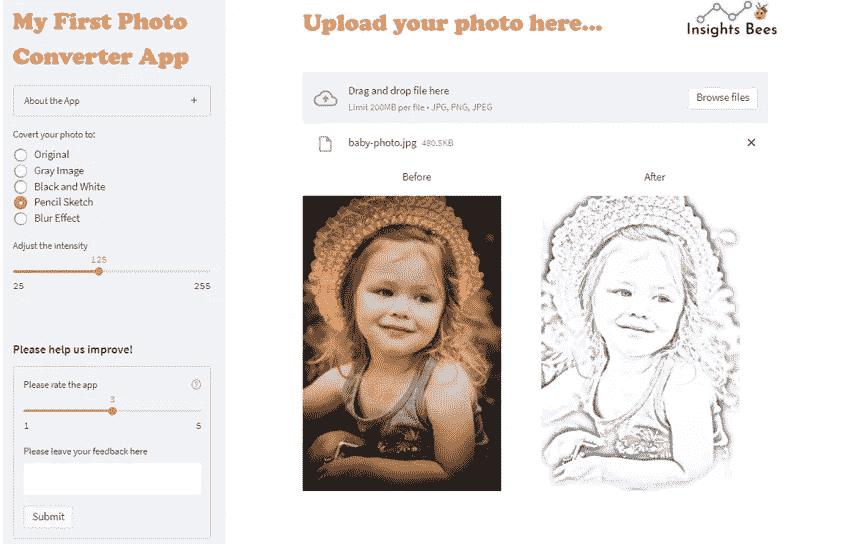 My First Photo
Converter App
About the App +
Covert your photo to:
Original
Gray Image
Black and White
Pencil Sketch
Blur Effect
Adjust the intensity
125
25 255
Please help us improve!
Please rate the app
3
1 5
Please leave your feedback here
Submit
Upload your photo here...
Insights Bees
Drag and drop file here
Limit 200MB per file • JPG, PNG, JPEG
Browse files
baby-photo.jpg 480.5KB
Before After